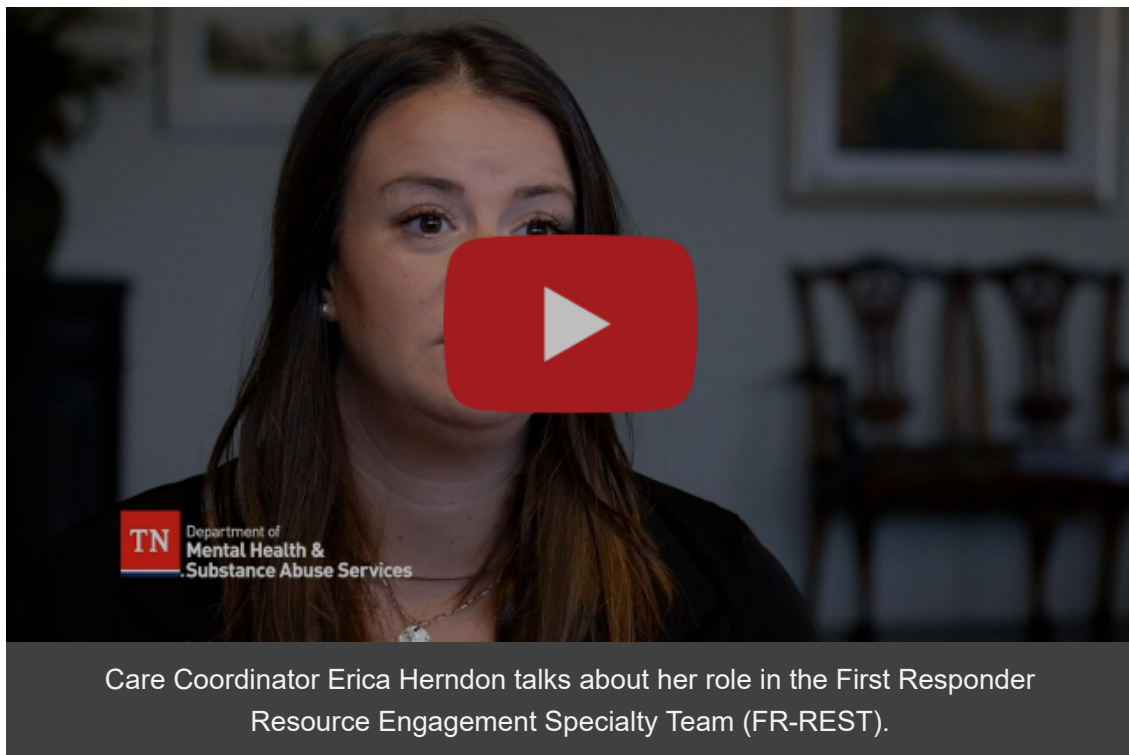 TN
Department of
Mental Health &
Substance Abuse Services
Care Coordinator Erica Herndon talks about her role in the First Responder
Resource Engagement Specialty Team (FR-REST).